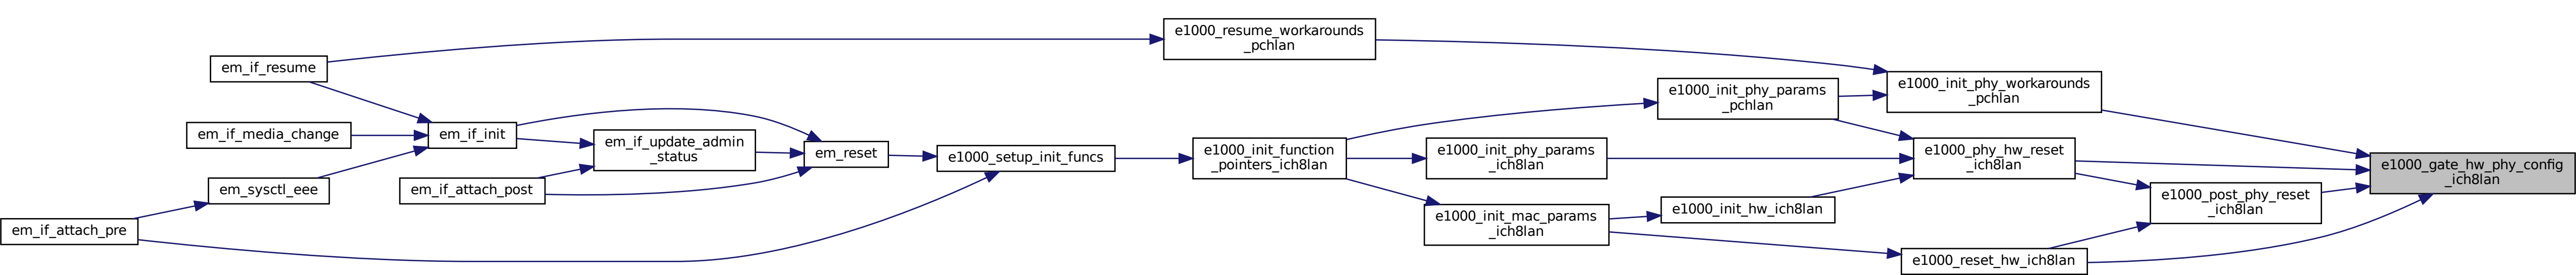 e1000_resume_workarounds
_pchlan
em_if_resume
e1000_init_phy_workarounds
_pchlan
e1000_init_phy_params
_pchlan
em_if_media_change
em_if_init
em_if_update_admin
_status
em_reset
e1000_setup_init_funcs
e1000_init_function
_pointers_ich8lan
e1000_init_phy_params
_ich8lan
e1000_phy_hw_reset
_ich8lan
e1000_gate_hw_phy_config
_ich8lan
em_sysctl_eee
em_if_attach_post
e1000_post_phy_reset
_ich8lan
e1000_init_hw_ich8lan
e1000_init_mac_params
_ich8lan
em_if_attach_pre
e1000_reset_hw_ich8lan